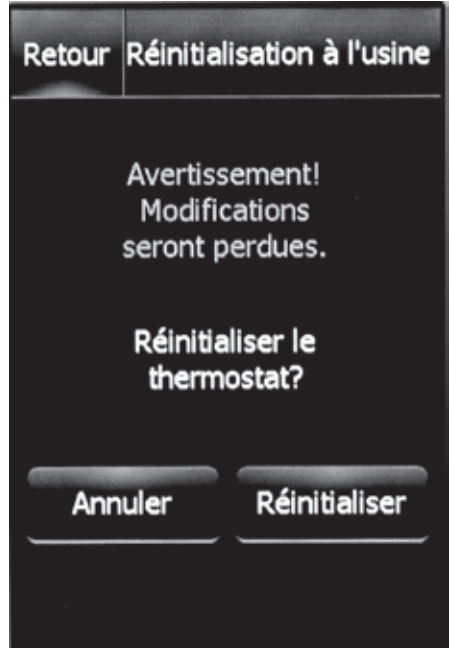 Retour Réinitialisation à l'usine
Avertissement!
Modifications
seront perdues.
Réinitialiser le
thermostat?
Annuler Réinitialiser